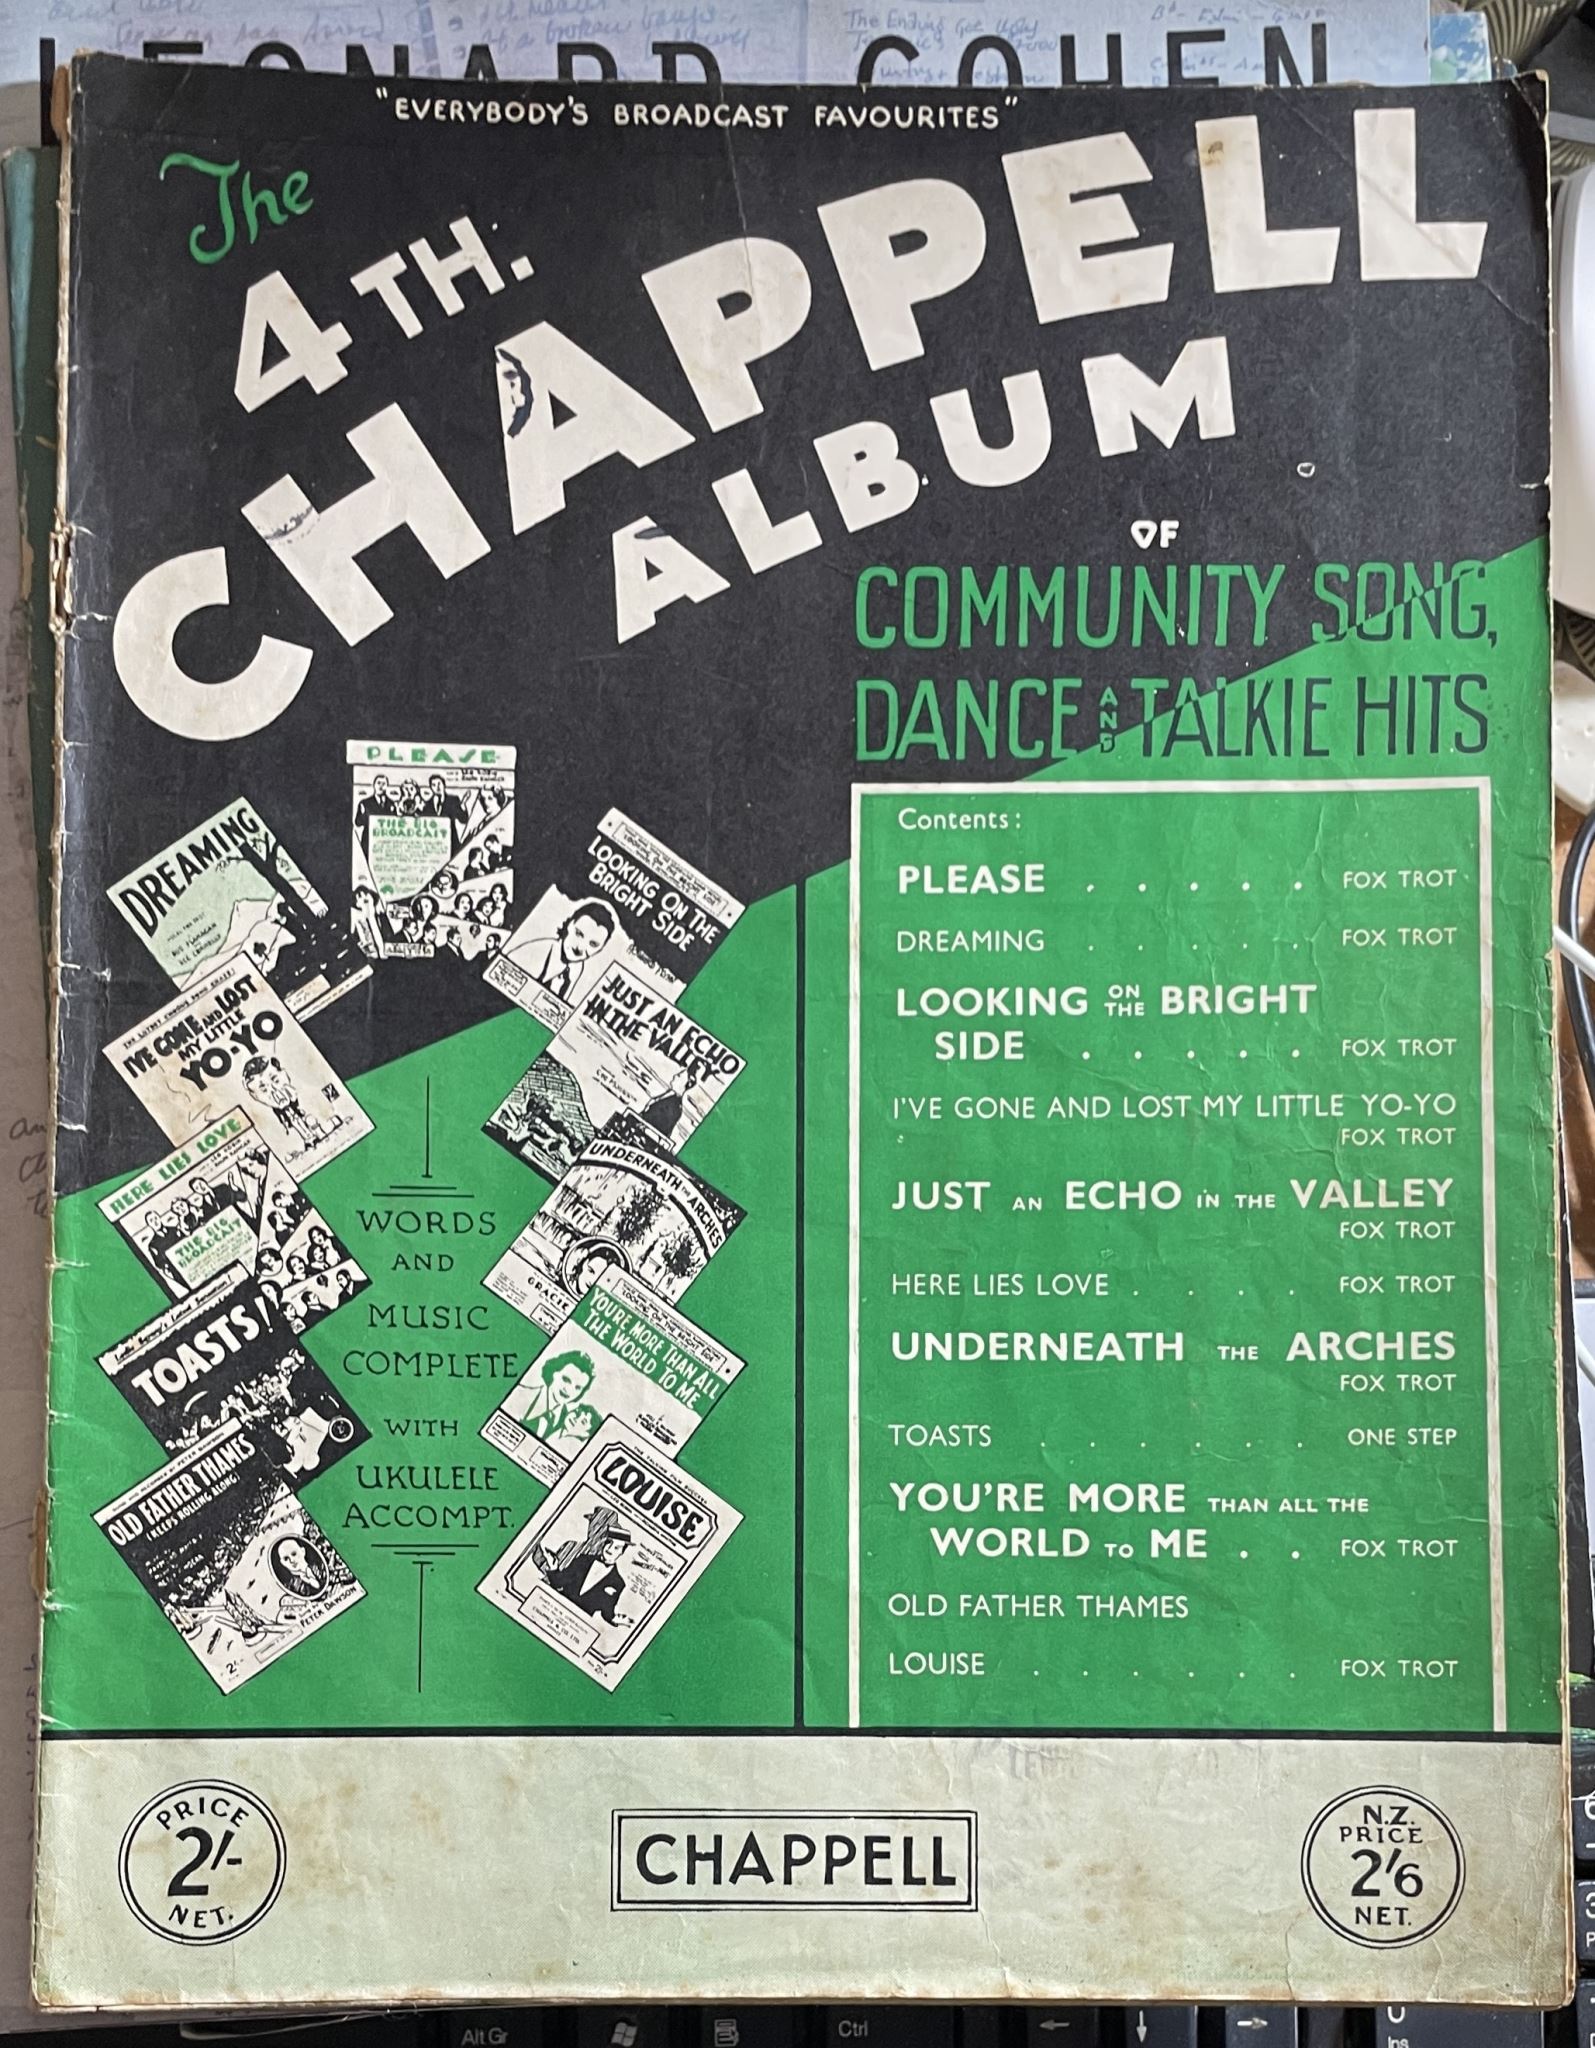 LEONARD COHEN
"EVERYBODY'S BROADCAST FAVOURITES"
The
4TH.
CHAPPELL
ALBUM
OF
COMMUNITY SONG,
DANCE AND TALKIE HITS
PLEASE
THE BIG
BROADCAST
DREAMING
LOOKING ON THE
BRIGHT SIDE
I'VE GONE AND LOST
MY LITTLE
YO-YO
JUST AN ECHO
IN THE VALLEY
HERE LIES LOVE
THE BIG
BROADCAST
UNDERNEATH THE ARCHES
GRACIE
TOASTS!
YOU'RE MORE THAN ALL
THE WORLD TO ME
OLD FATHER THAMES
(KEEPS ROLLING ALONG)
PETER DAWSON
2/-
LOUISE
CHAPPELL & CO. LTD.
WORDS
AND
MUSIC
COMPLETE
WITH
UKULELE
ACCOMPT.
Contents:
PLEASE . . . . . FOX TROT
DREAMING . . . . . FOX TROT
LOOKING ON THE BRIGHT
SIDE . . . . . FOX TROT
I'VE GONE AND LOST MY LITTLE YO-YO
FOX TROT
JUST AN ECHO IN THE VALLEY
FOX TROT
HERE LIES LOVE . . . . FOX TROT
UNDERNEATH THE ARCHES
FOX TROT
TOASTS . . . . . . ONE STEP
YOU'RE MORE THAN ALL THE
WORLD TO ME . . FOX TROT
OLD FATHER THAMES
LOUISE . . . . . . FOX TROT
PRICE
2/-
NET.
CHAPPELL
N.Z.
PRICE
2/6
NET.
Alt Gr
Ctrl
Ins